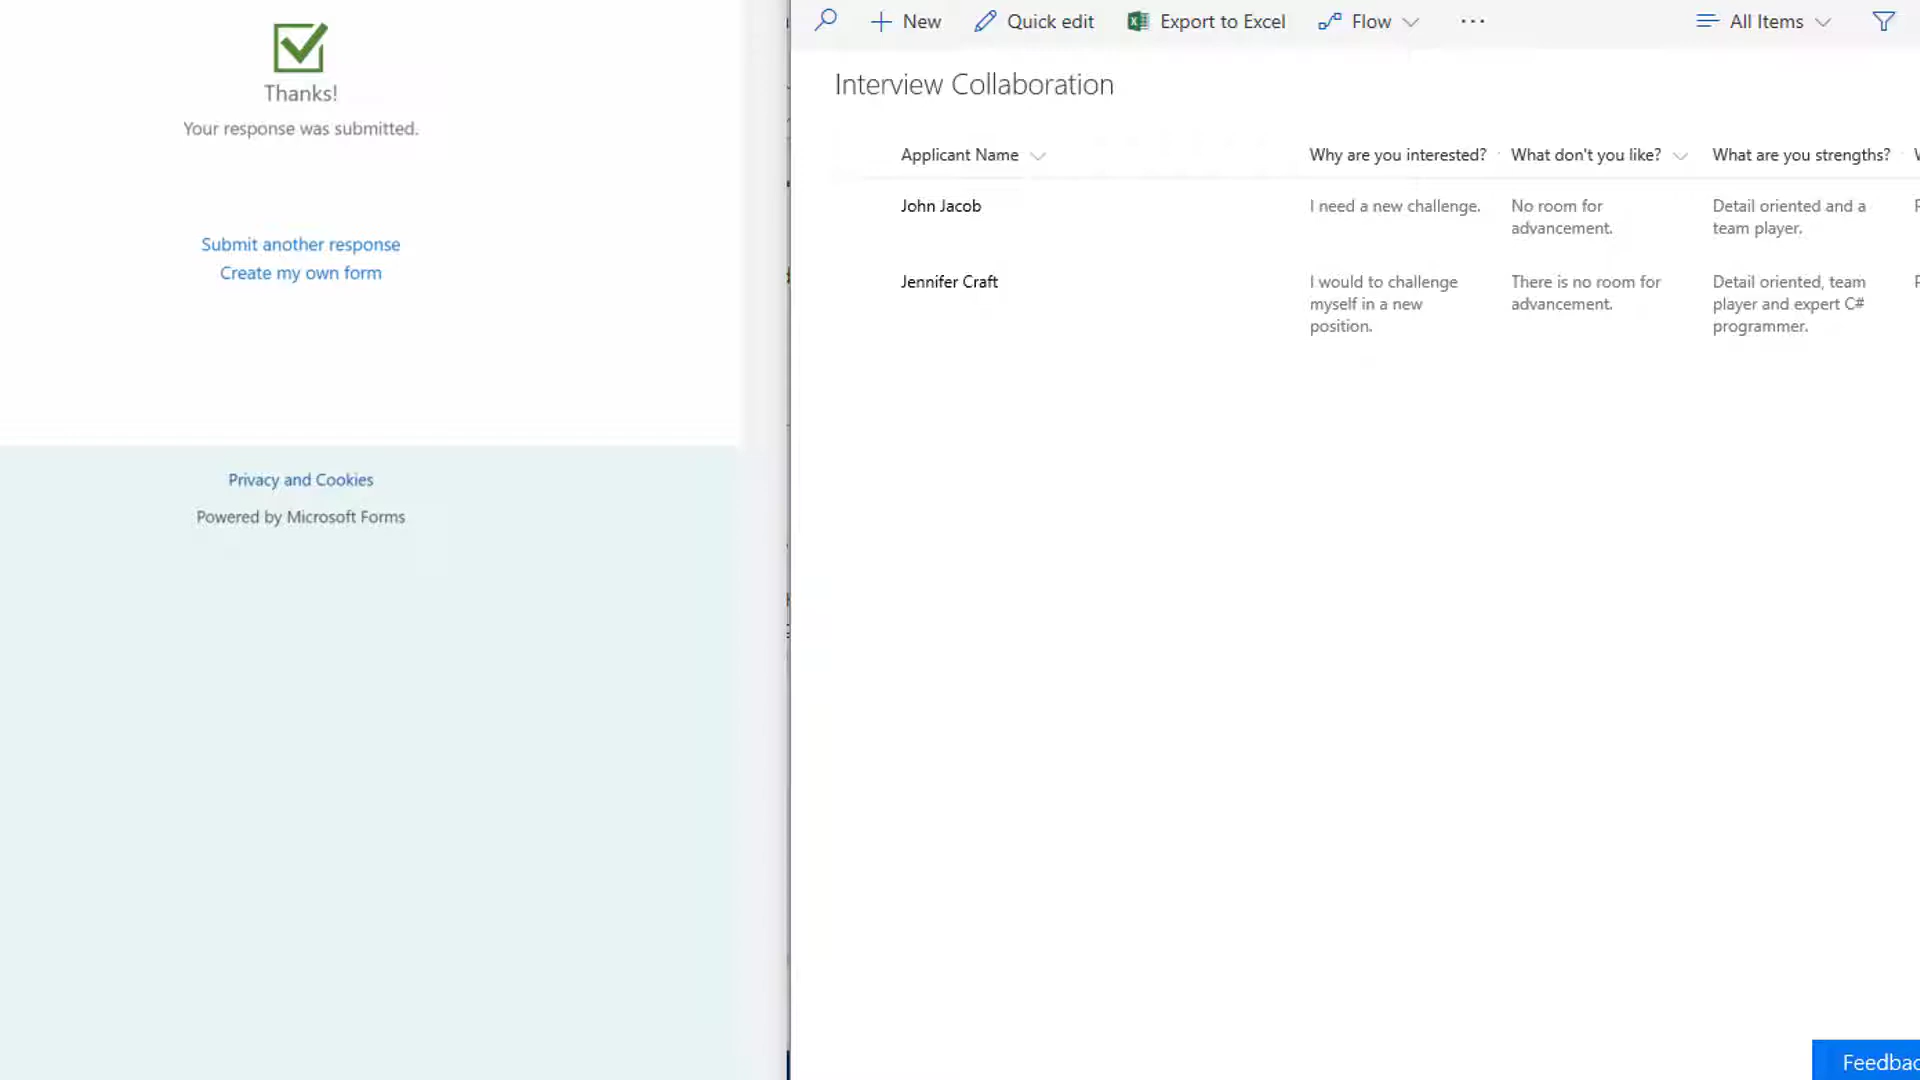 Thanks!
Your response was submitted.
Submit another response
Create my own form
Privacy and Cookies
Powered by Microsoft Forms
New Quick edit Export to Excel Flow ... All Items
Interview Collaboration
Applicant Name Why are you interested? What don't you like? What are you strengths?
John Jacob I need a new challenge. No room for Detail oriented and a
advancement. team player.
Jennifer Craft I would to challenge There is no room for Detail oriented, team
myself in a new advancement. player and expert C#
position. programmer.